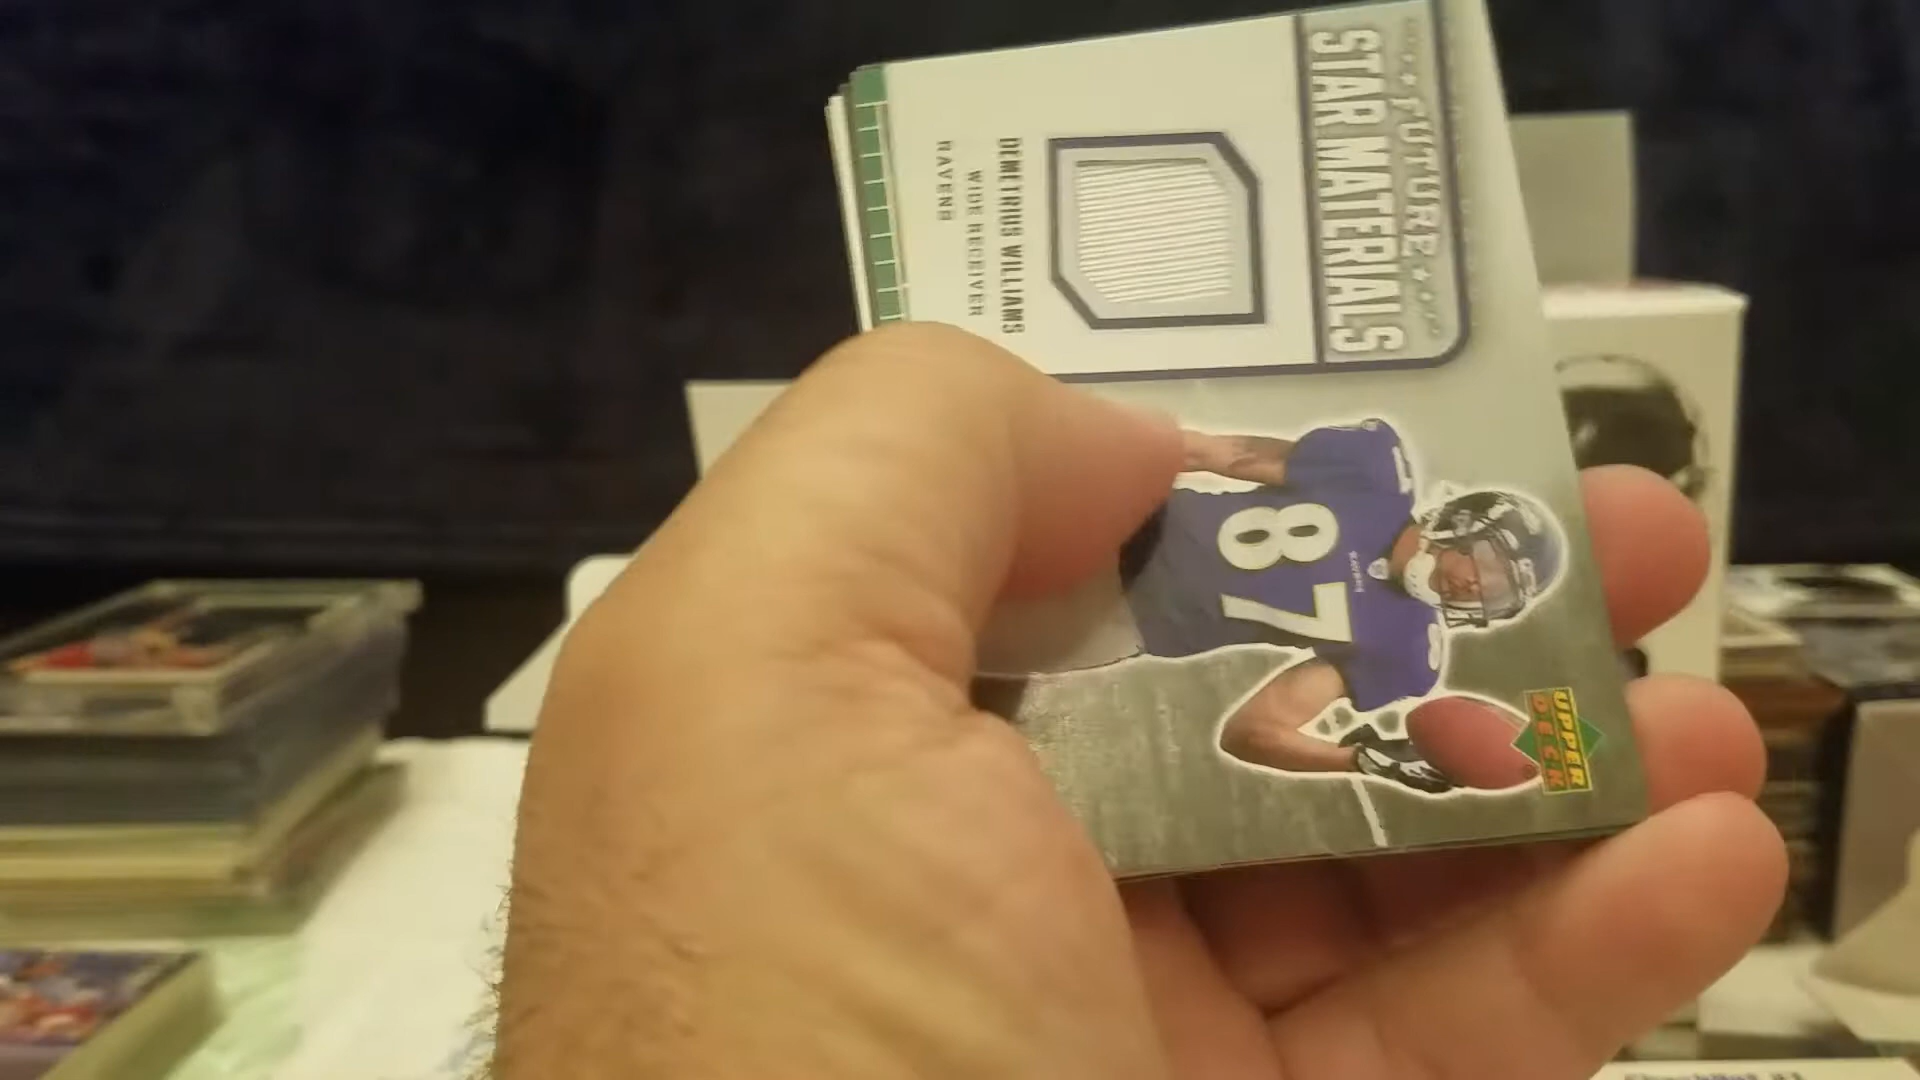 FUTURE
STAR MATERIALS
DEMETRIUS WILLIAMS
WIDE RECEIVER
RAVENS
87
UPPER
DECK